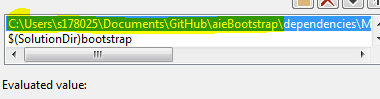 C:\Users\s178025\Documents\GitHub\aieBootstrap\dependencies\
$(SolutionDir)bootstrap
Evaluated value: